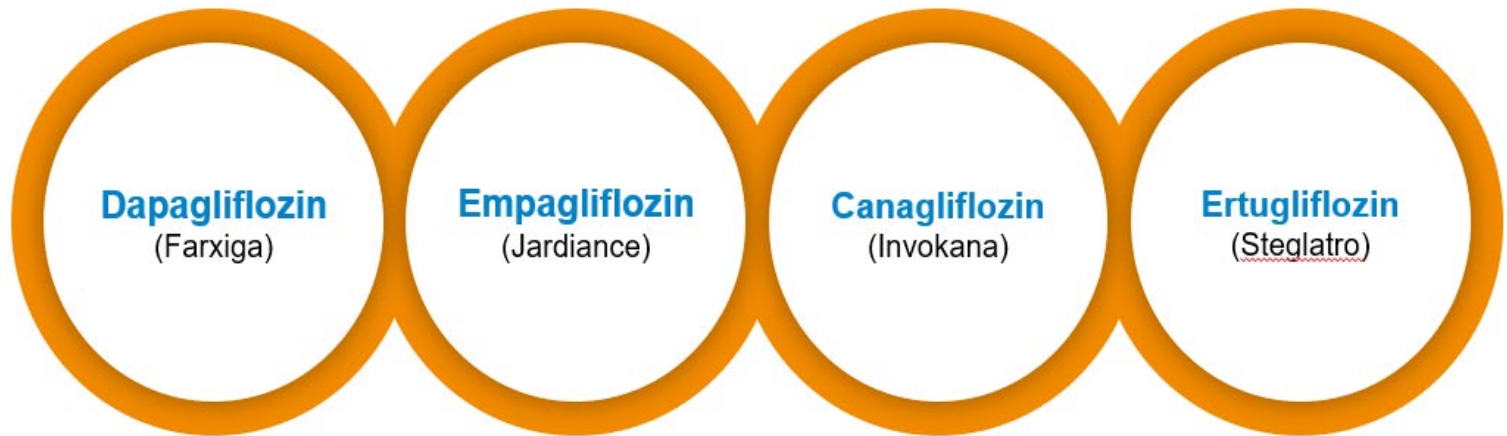 Dapagliflozin
(Farxiga)
Empagliflozin
(Jardiance)
Canagliflozin
(Invokana)
Ertugliflozin
(Steglatro)